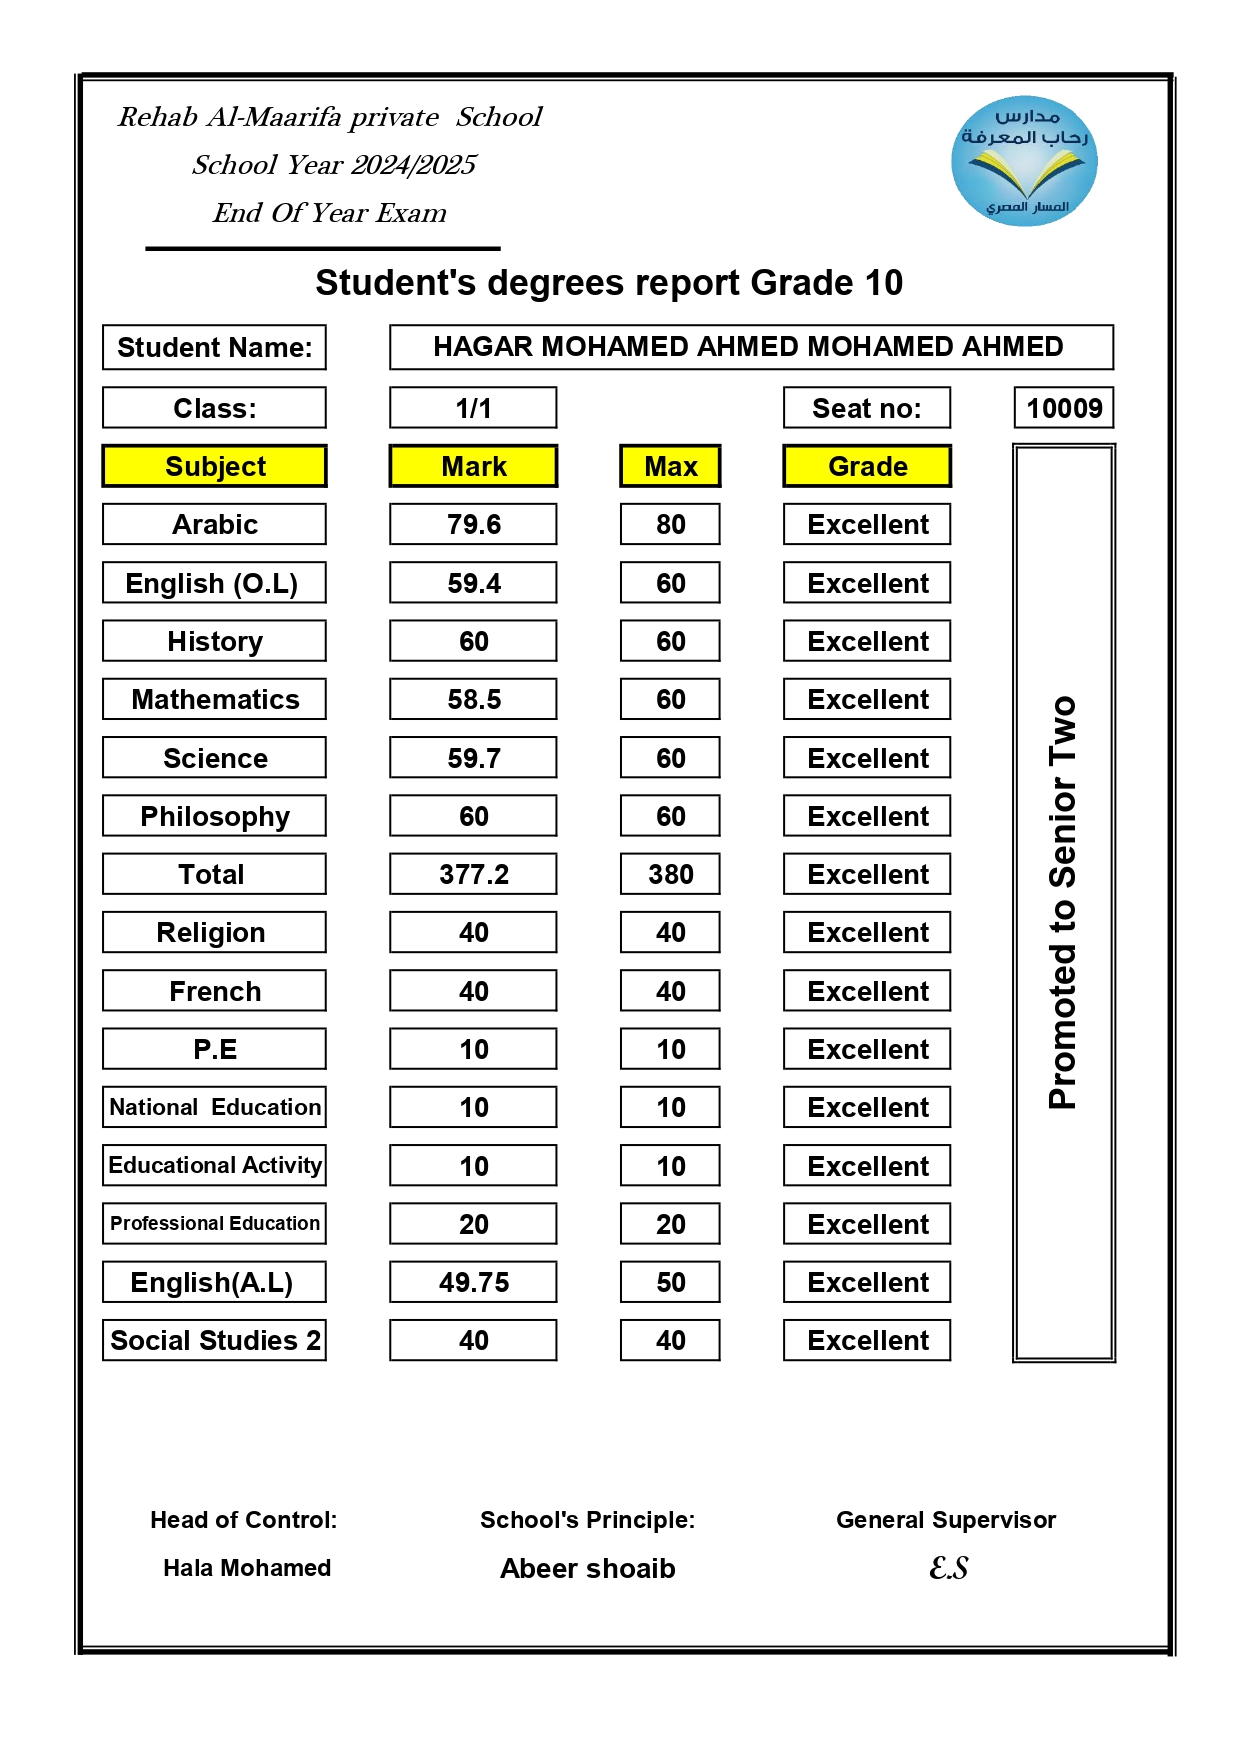 Rehab Al-Maarifa private School
School Year 2024/2025
End Of Year Exam
مدارس
رحاب المعرفة
المسار المصري
Student's degrees report Grade 10
Student Name: HAGAR MOHAMED AHMED MOHAMED AHMED
Class: 1/1 Seat no: 10009
Subject Mark Max Grade
Arabic 79.6 80 Excellent
English (O.L) 59.4 60 Excellent
History 60 60 Excellent
Mathematics 58.5 60 Excellent
Science 59.7 60 Excellent
Philosophy 60 60 Excellent
Total 377.2 380 Excellent
Religion 40 40 Excellent
French 40 40 Excellent
P.E 10 10 Excellent
National Education 10 10 Excellent
Educational Activity 10 10 Excellent
Professional Education 20 20 Excellent
English(A.L) 49.75 50 Excellent
Social Studies 2 40 40 Excellent
Promoted to Senior Two
Head of Control: School's Principle: General Supervisor
Hala Mohamed Abeer shoaib E.S